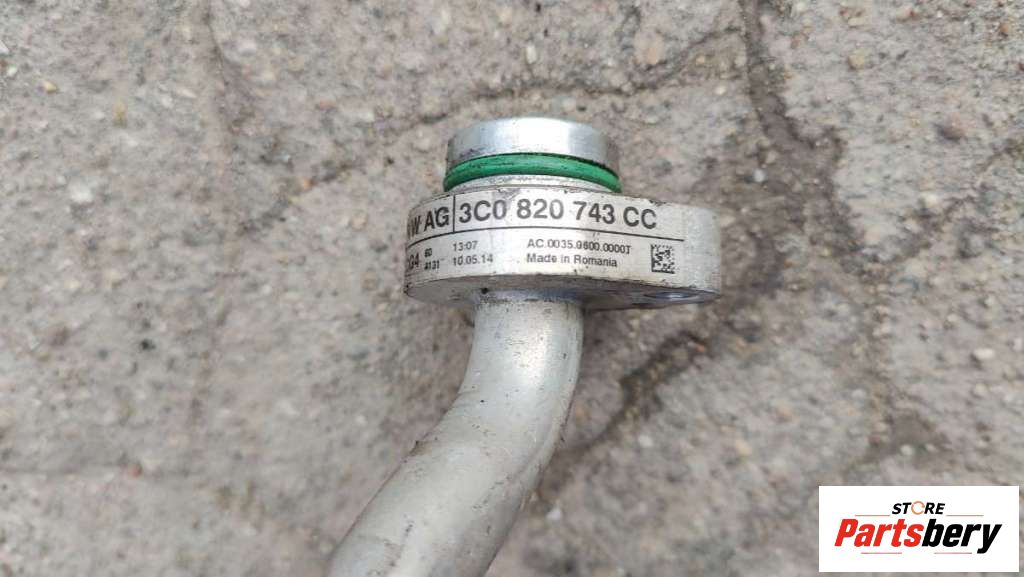 W AG 3C0 820 743 CC
13:07 AC.0035.9600.0000T
10.05.14 Made in Romania
STORE
Partsbery